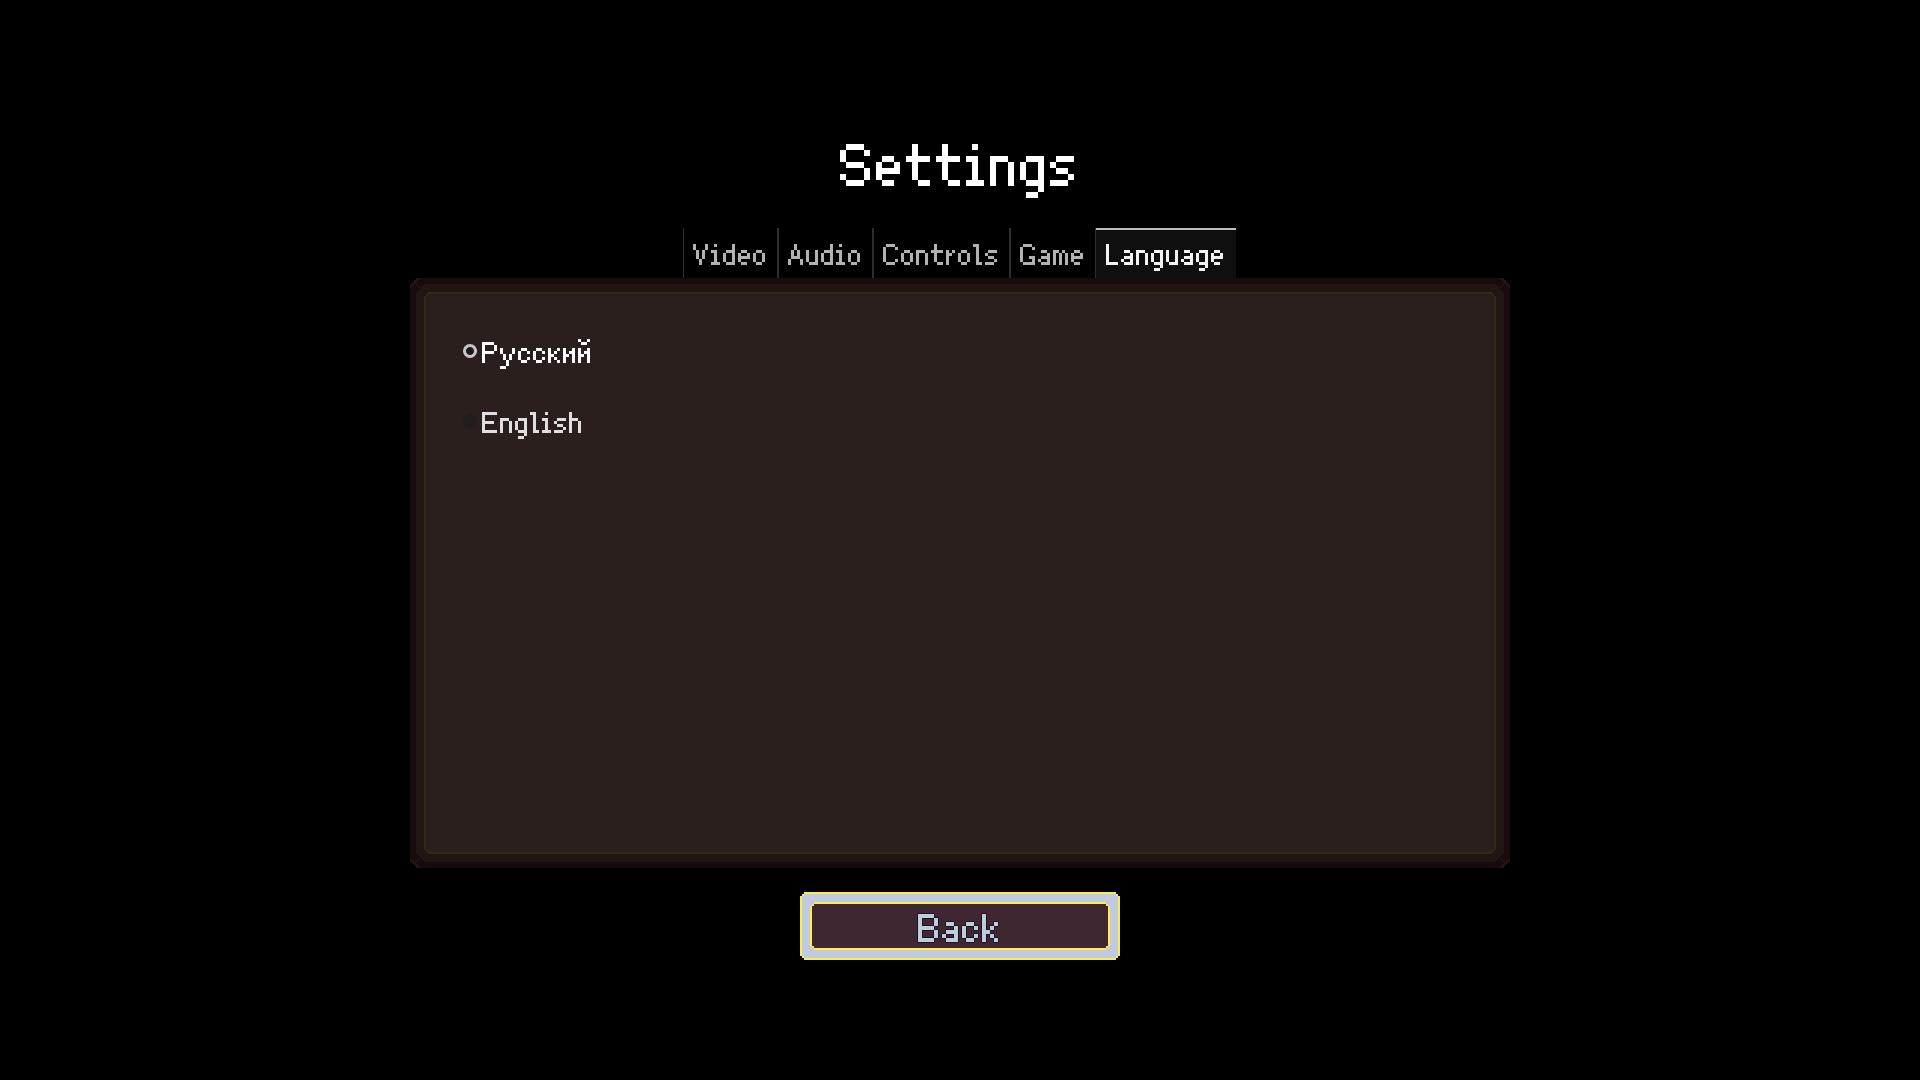 Settings
Video Audio Controls Game Language
Русский
English
Back